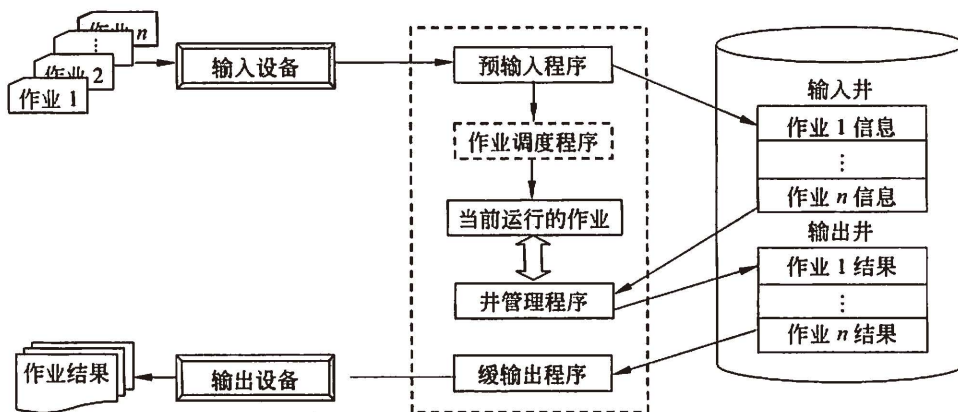 作业 n
⋮
作业 2
作业 1
输入设备
预输入程序
作业调度程序
当前运行的作业
井管理程序
缓输出程序
输出设备
作业结果
输入井
作业 1 信息
⋮
作业 n 信息
输出井
作业 1 结果
⋮
作业 n 结果